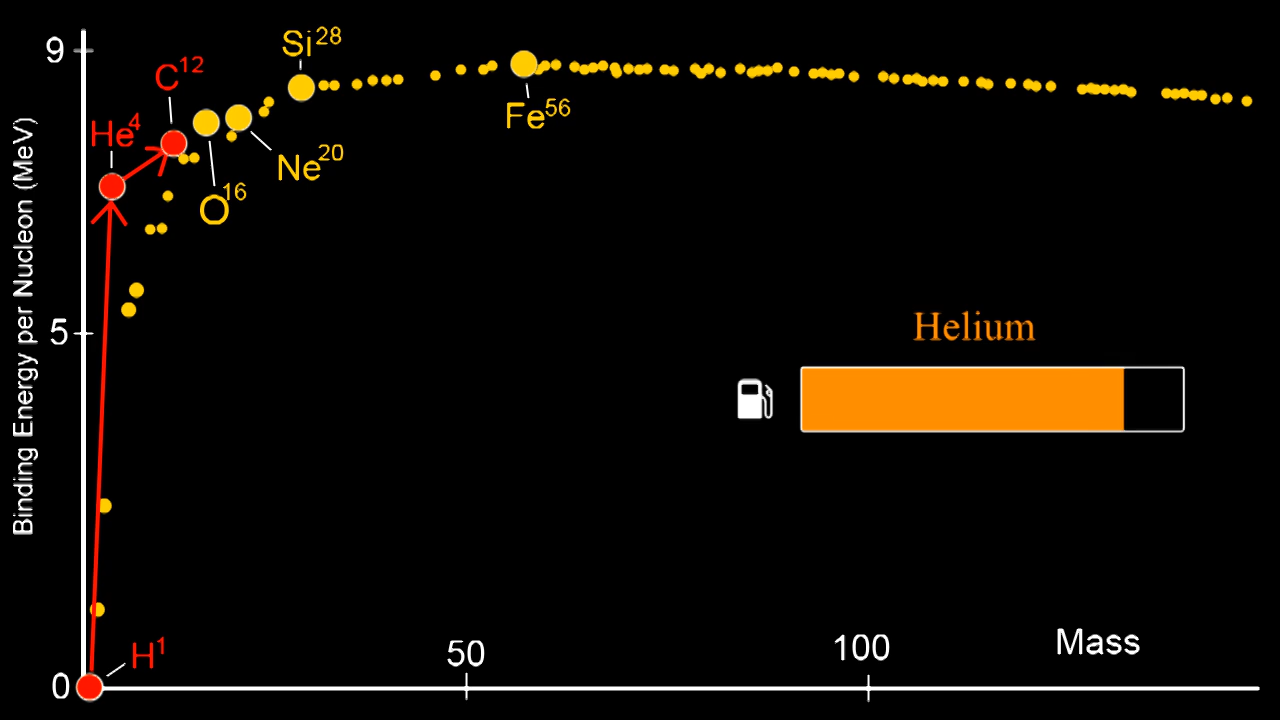 9
Si28
C12
Fe56
He4
Ne20
O16
Binding Energy per Nucleon (MeV)
Helium
5
H1
50
100
Mass
0